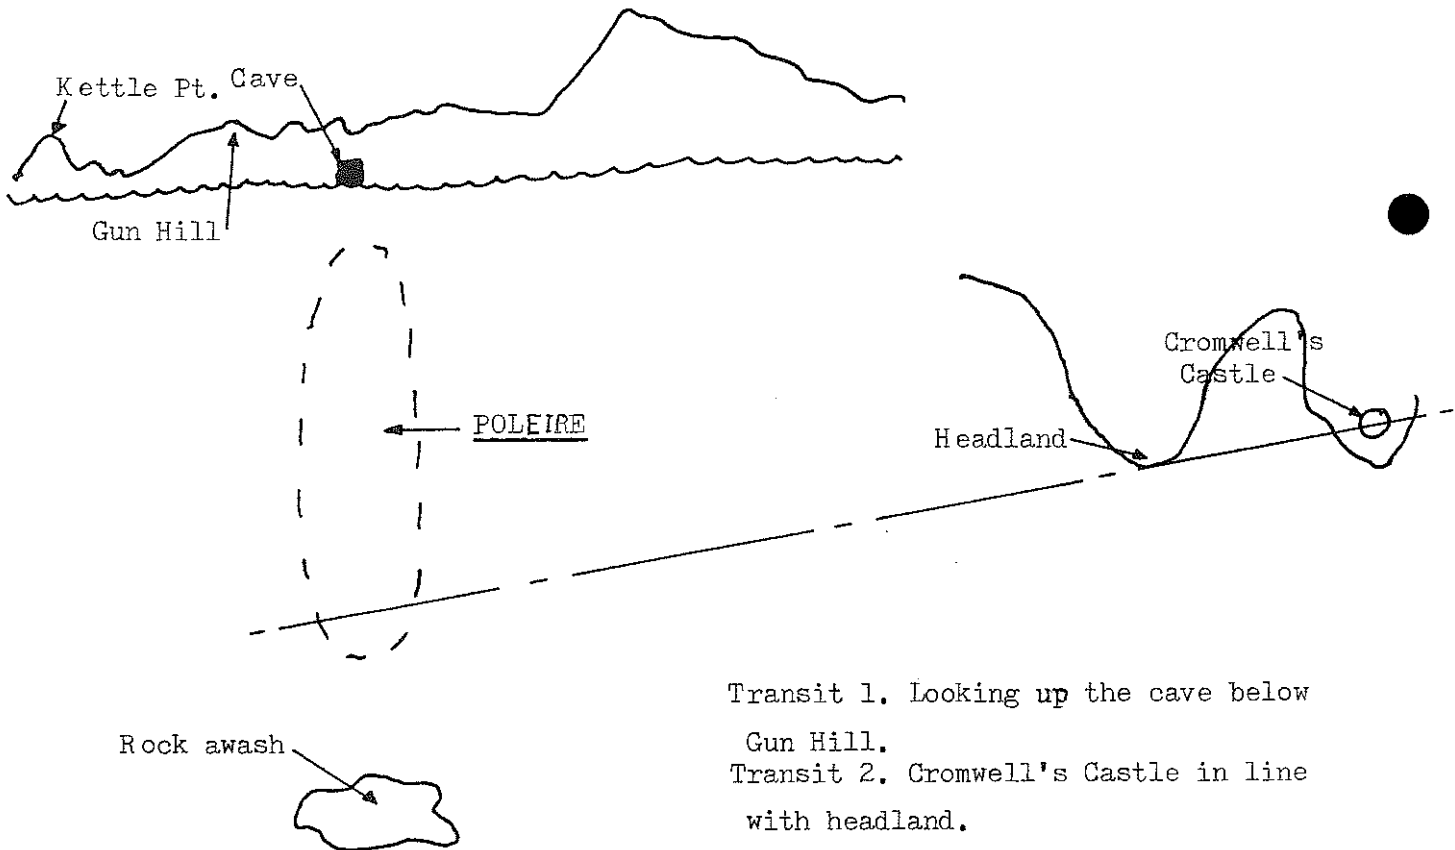 Kettle Pt.
Cave
Gun Hill
Cromwell's
Castle
POLEIRE
Headland
Transit 1. Looking up the cave below
Gun Hill.
Transit 2. Cromwell's Castle in line
with headland.
Rock awash